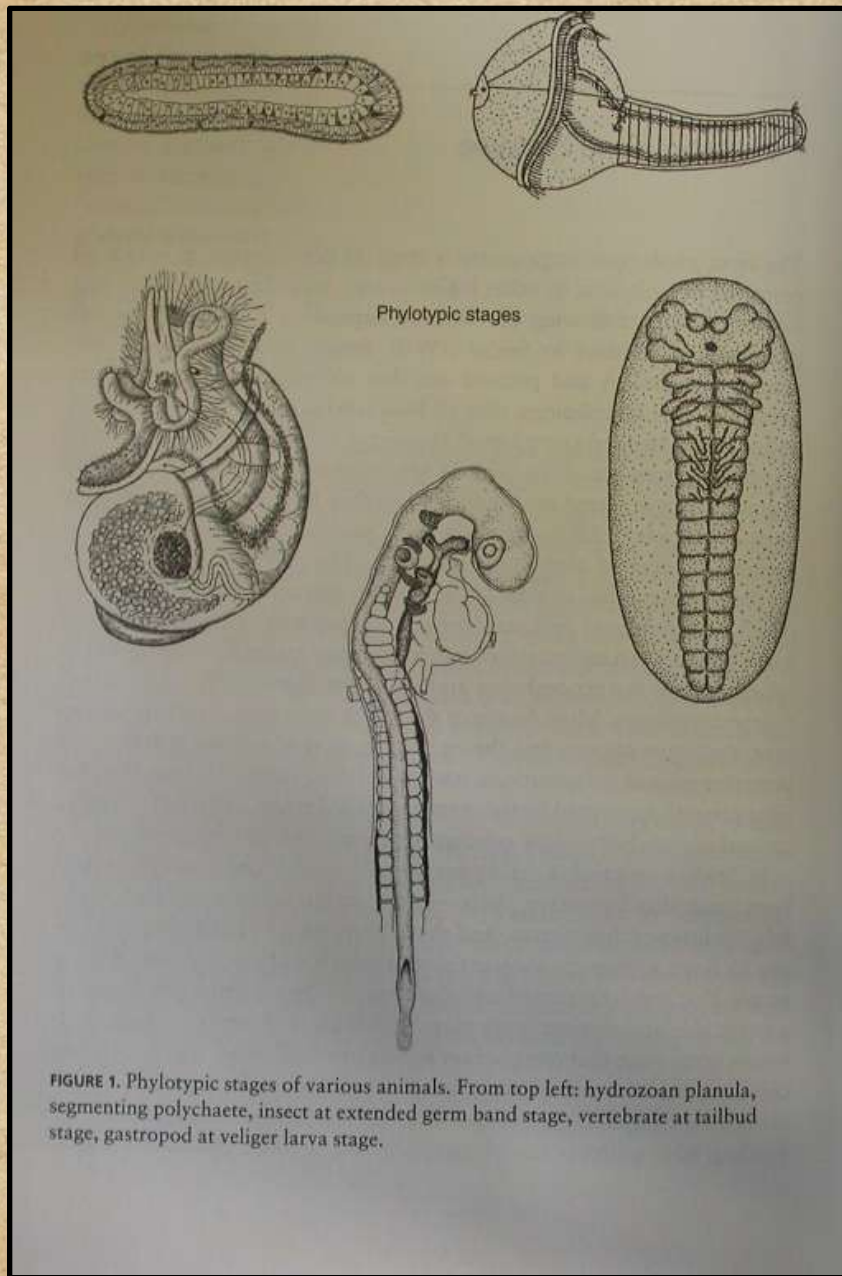 Phylotypic stages
FIGURE 1. Phylotypic stages of various animals. From top left: hydrozoan planula,
segmenting polychaete, insect at extended germ band stage, vertebrate at tailbud
stage, gastropod at veliger larva stage.